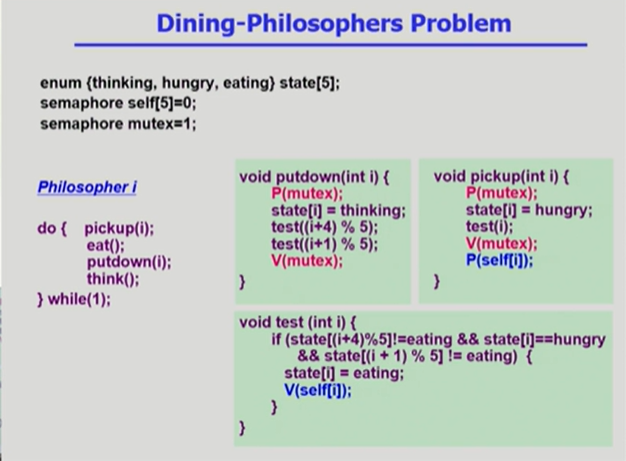 Dining-Philosophers Problem
enum {thinking, hungry, eating} state[5];
semaphore self[5]=0;
semaphore mutex=1;
Philosopher i
do { pickup(i);
eat();
putdown(i);
think();
} while(1);
void putdown(int i) {
P(mutex);
state[i] = thinking;
test((i+4) % 5);
test((i+1) % 5);
V(mutex);
}
void pickup(int i) {
P(mutex);
state[i] = hungry;
test(i);
V(mutex);
P(self[i]);
}
void test (int i) {
if (state[(i+4)%5]!=eating && state[i]==hungry
&& state[(i + 1) % 5] != eating) {
state[i] = eating;
V(self[i]);
}
}